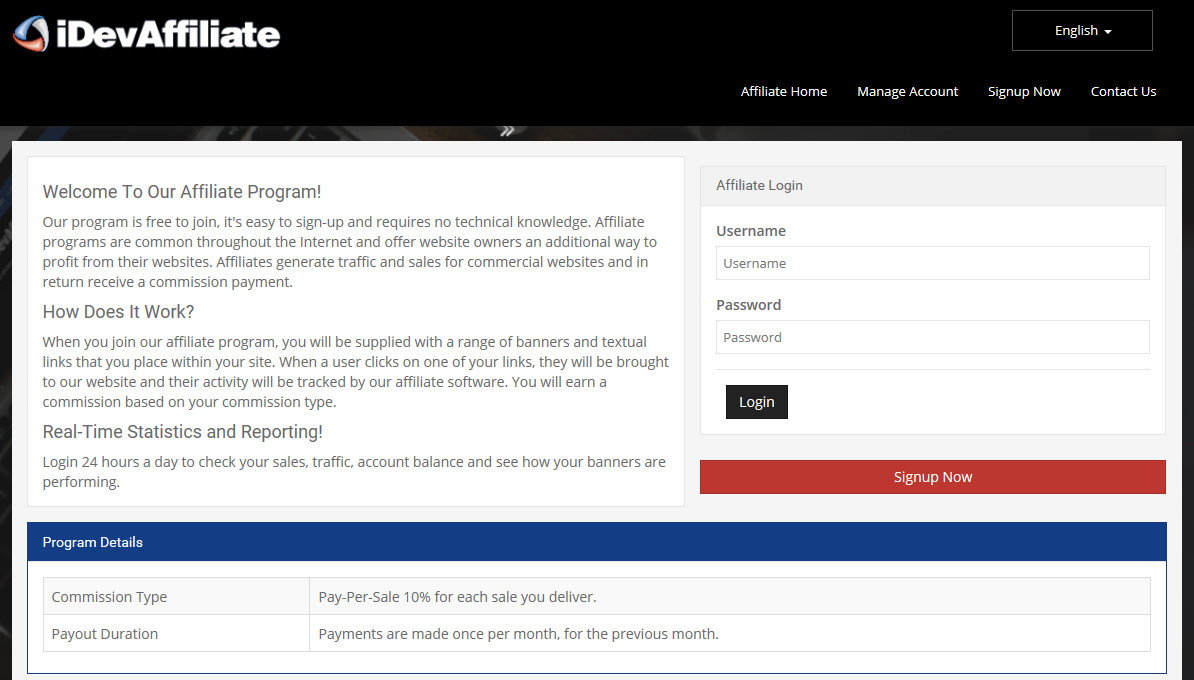 iDevAffiliate
English
Affiliate Home Manage Account Signup Now Contact Us
Welcome To Our Affiliate Program!
Our program is free to join, it's easy to sign-up and requires no technical knowledge. Affiliate
programs are common throughout the Internet and offer website owners an additional way to
profit from their websites. Affiliates generate traffic and sales for commercial websites and in
return receive a commission payment.
How Does It Work?
When you join our affiliate program, you will be supplied with a range of banners and textual
links that you place within your site. When a user clicks on one of your links, they will be brought
to our website and their activity will be tracked by our affiliate software. You will earn a
commission based on your commission type.
Real-Time Statistics and Reporting!
Login 24 hours a day to check your sales, traffic, account balance and see how your banners are
performing.
Affiliate Login
Username
Username
Password
Password
Login
Signup Now
Program Details
Commission Type Pay-Per-Sale 10% for each sale you deliver.
Payout Duration Payments are made once per month, for the previous month.